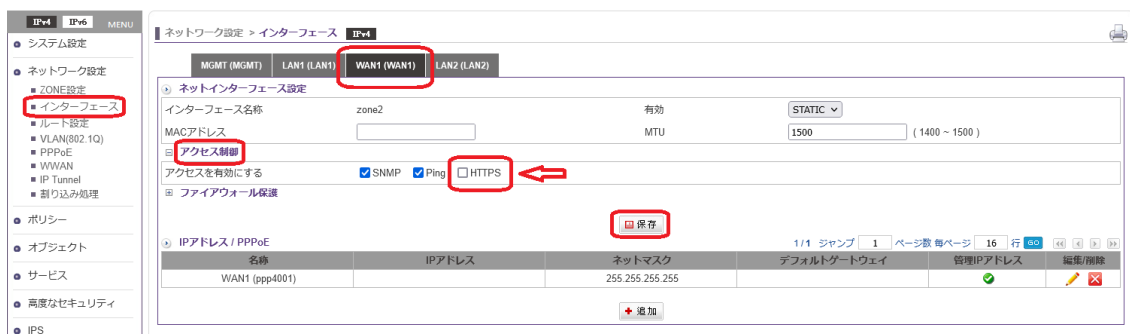 IPv4 IPv6 MENU
システム設定
ネットワーク設定
ZONE設定
インターフェース
ルート設定
VLAN(802.1Q)
PPPoE
WWAN
IP Tunnel
割り込み処理
ポリシー
オブジェクト
サービス
高度なセキュリティ
IPS
ネットワーク設定 > インターフェース IPv4
MGMT (MGMT) LAN1 (LAN1) WAN1 (WAN1) LAN2 (LAN2)
ネットインターフェース設定
インターフェース名称 zone2 有効 STATIC
MACアドレス MTU 1500 ( 1400 ~ 1500 )
アクセス制御
アクセスを有効にする SNMP Ping HTTPS
ファイアウォール保護
保存
IPアドレス / PPPoE 1/1 ジャンプ 1 ページ数 毎ページ 16 行 GO
名称 IPアドレス ネットマスク デフォルトゲートウェイ 管理IPアドレス 編集/削除
WAN1 (ppp4001) 255.255.255.255
追加